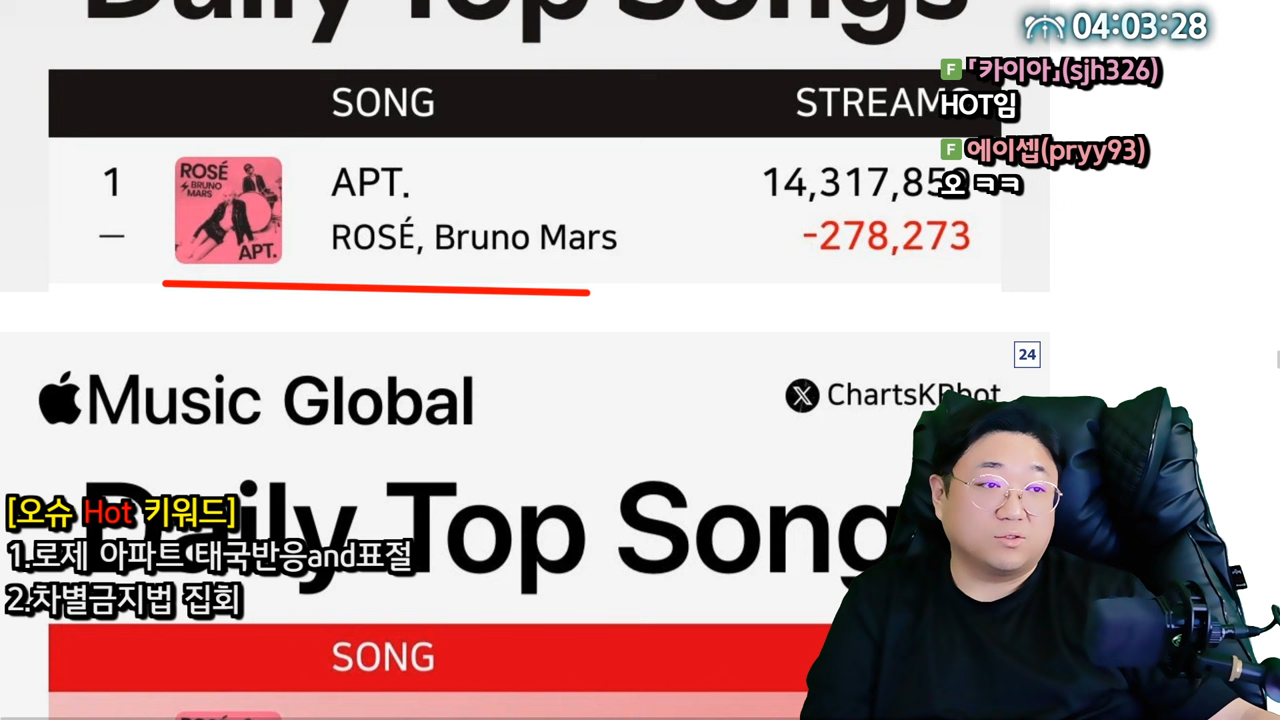 Daily Top Songs
04:03:28
SONG
STREAMS
F 「카이아」(sjh326)
HOT임
F 에이셉(pryy93)
오 ㅋㅋ
1
ROSÉ
BRUNO
MARS
APT.
APT.
14,317,85
—
ROSÉ, Bruno Mars
-278,273
24
Music Global
ChartsK
Daily Top Song
[오슈 Hot 키워드]
1.로제 아파트 태국반응and표절
2.차별금지법 집회
SONG